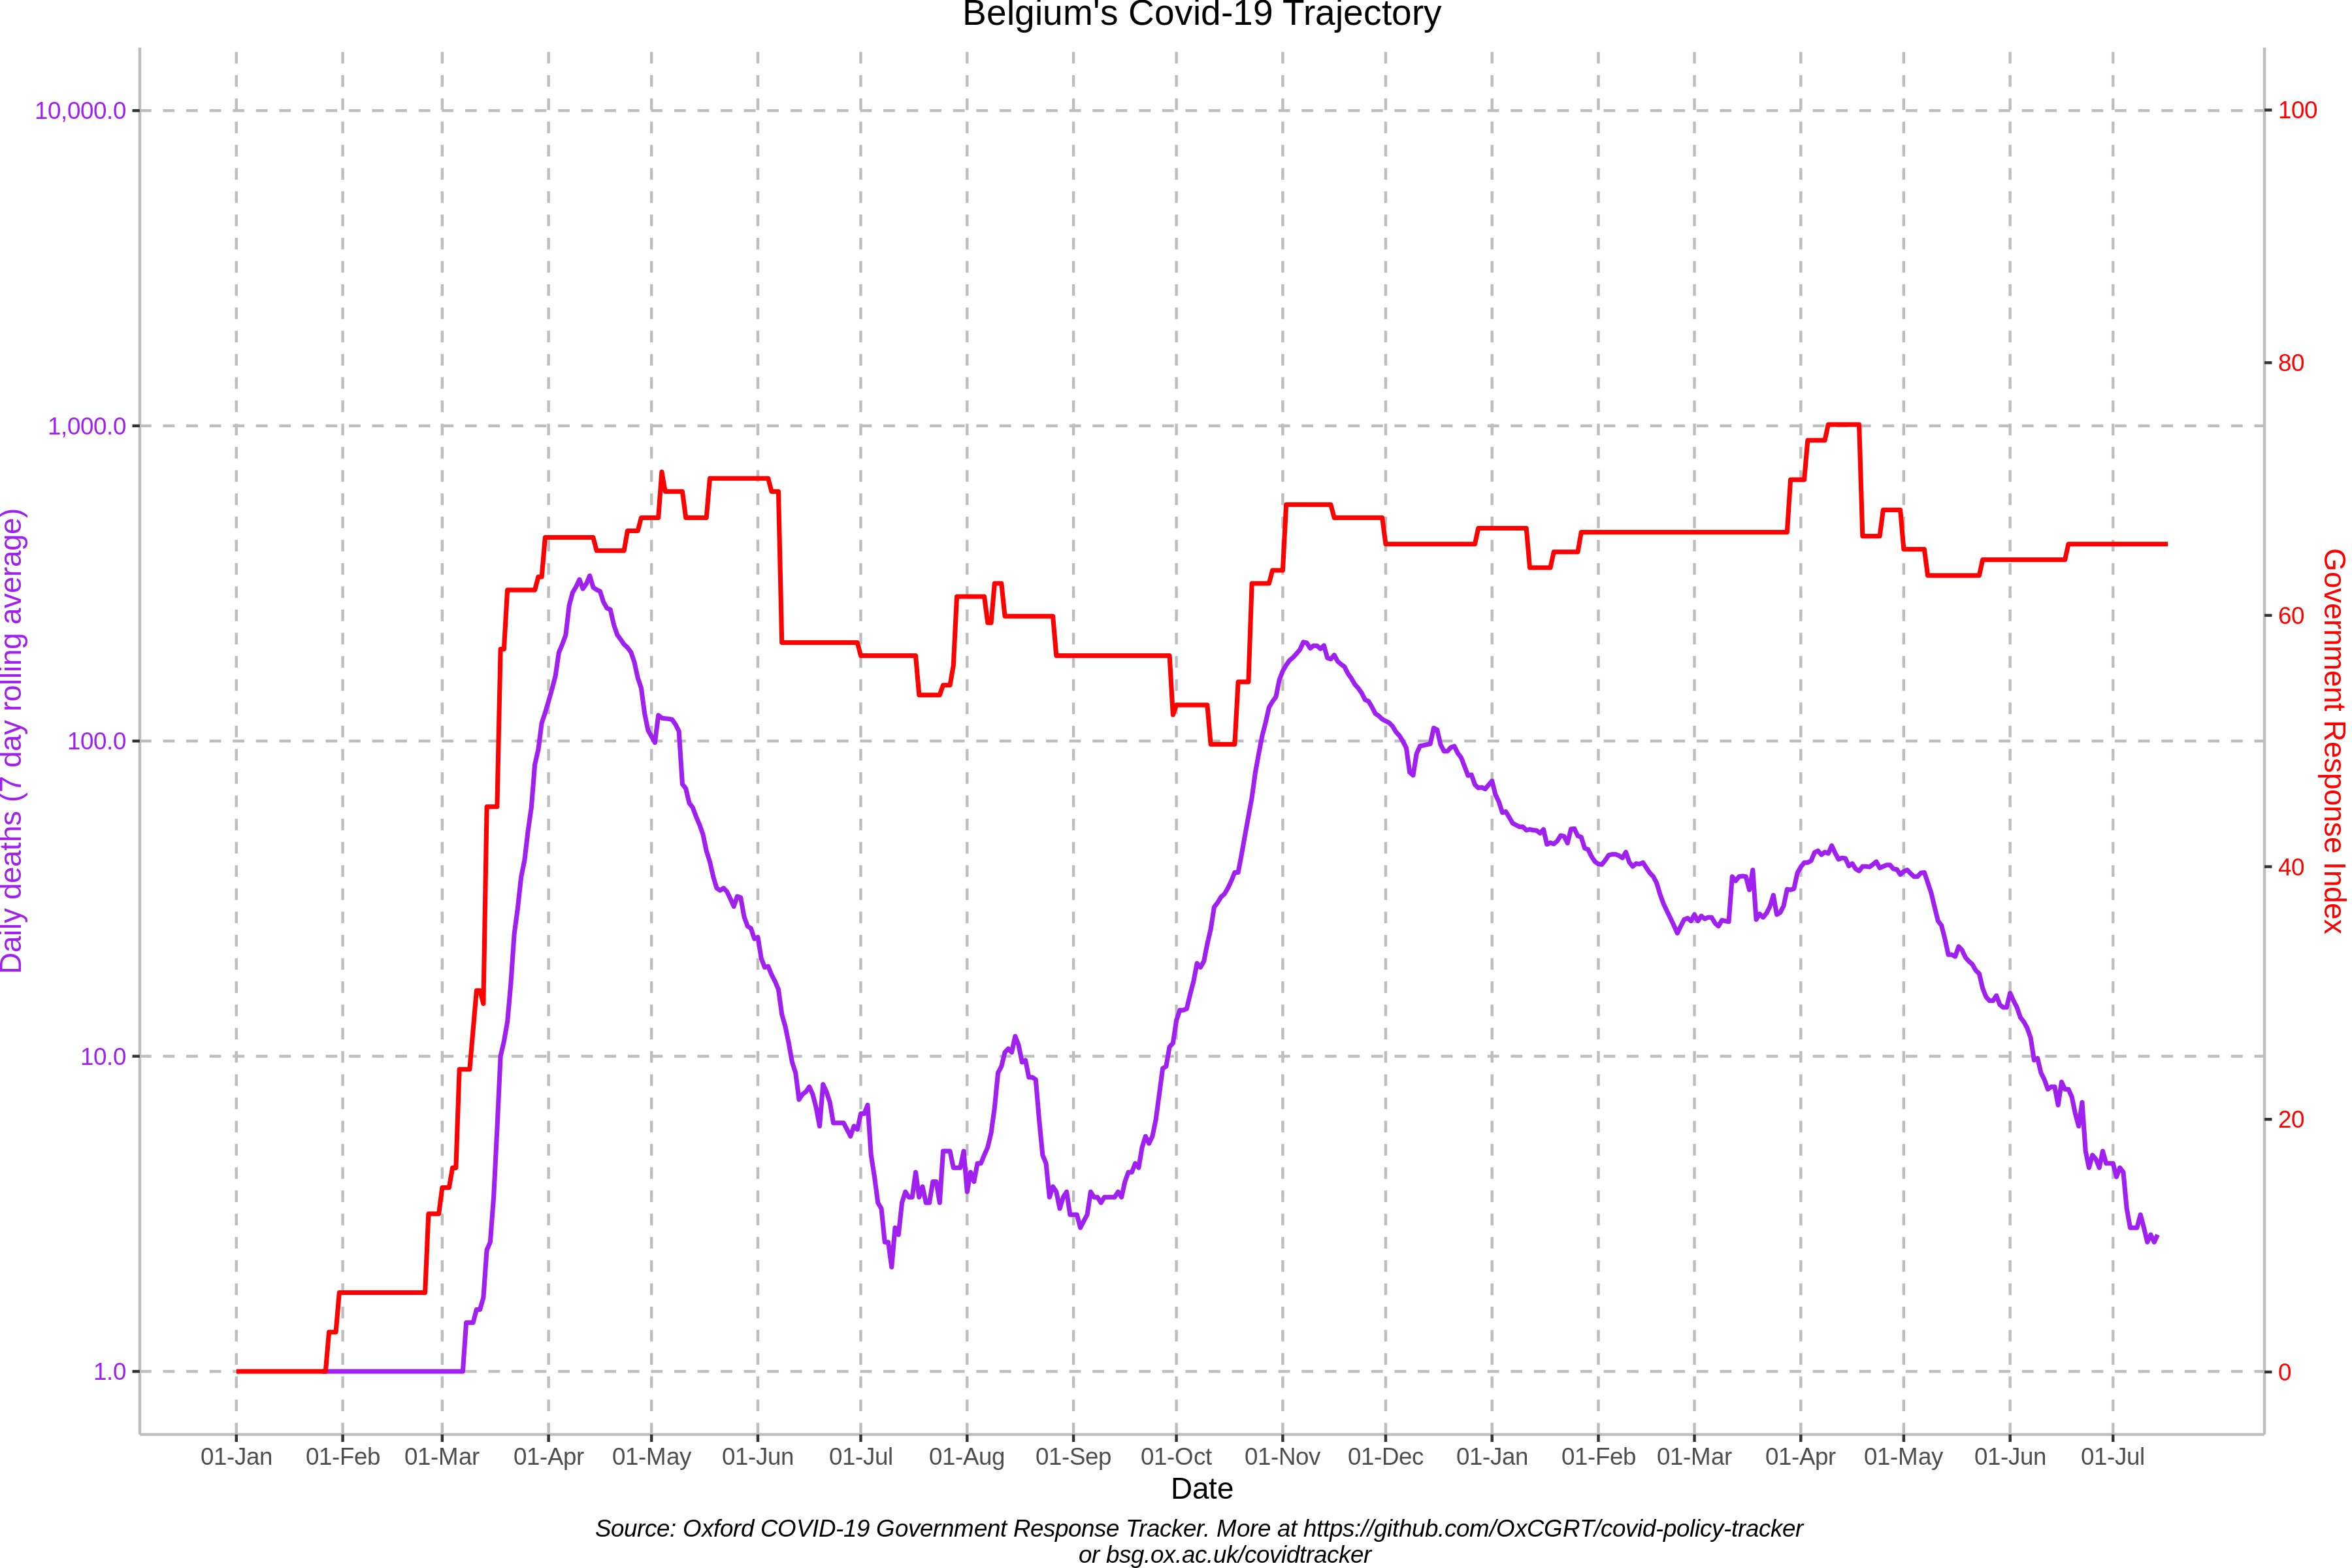 Belgium's Covid-19 Trajectory
10,000.0
1,000.0
100.0
10.0
1.0
Daily deaths (7 day rolling average)
100
80
60
40
20
0
Government Response Index
01-Jan 01-Feb 01-Mar 01-Apr 01-May 01-Jun 01-Jul 01-Aug 01-Sep 01-Oct 01-Nov 01-Dec 01-Jan 01-Feb 01-Mar 01-Apr 01-May 01-Jun 01-Jul
Date
Source: Oxford COVID-19 Government Response Tracker. More at https://github.com/OxCGRT/covid-policy-tracker
or bsg.ox.ac.uk/covidtracker